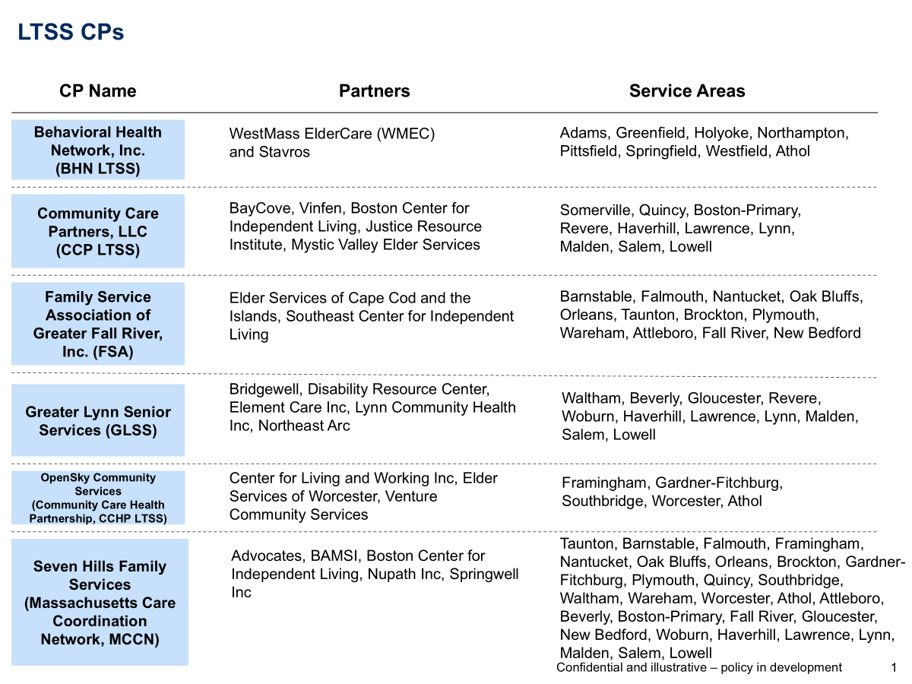 LTSS CPs
CP Name
Partners
Service Areas
Behavioral Health
Network, Inc.
(BHN LTSS)
WestMass ElderCare (WMEC)
and Stavros
Adams, Greenfield, Holyoke, Northampton,
Pittsfield, Springfield, Westfield, Athol
Community Care
Partners, LLC
(CCP LTSS)
BayCove, Vinfen, Boston Center for
Independent Living, Justice Resource
Institute, Mystic Valley Elder Services
Somerville, Quincy, Boston-Primary,
Revere, Haverhill, Lawrence, Lynn,
Malden, Salem, Lowell
Family Service
Association of
Greater Fall River,
Inc. (FSA)
Elder Services of Cape Cod and the
Islands, Southeast Center for Independent
Living
Barnstable, Falmouth, Nantucket, Oak Bluffs,
Orleans, Taunton, Brockton, Plymouth,
Wareham, Attleboro, Fall River, New Bedford
Greater Lynn Senior
Services (GLSS)
Bridgewell, Disability Resource Center,
Element Care Inc, Lynn Community Health
Inc, Northeast Arc
Waltham, Beverly, Gloucester, Revere,
Woburn, Haverhill, Lawrence, Lynn, Malden,
Salem, Lowell
OpenSky Community
Services
(Community Care Health
Partnership, CCHP LTSS)
Center for Living and Working Inc, Elder
Services of Worcester, Venture
Community Services
Framingham, Gardner-Fitchburg,
Southbridge, Worcester, Athol
Seven Hills Family
Services
(Massachusetts Care
Coordination
Network, MCCN)
Advocates, BAMSI, Boston Center for
Independent Living, Nupath Inc, Springwell
Inc
Taunton, Barnstable, Falmouth, Framingham,
Nantucket, Oak Bluffs, Orleans, Brockton, Gardner-
Fitchburg, Plymouth, Quincy, Southbridge,
Waltham, Wareham, Worcester, Athol, Attleboro,
Beverly, Boston-Primary, Fall River, Gloucester,
New Bedford, Woburn, Haverhill, Lawrence, Lynn,
Malden, Salem, Lowell
Confidential and illustrative – policy in development
1